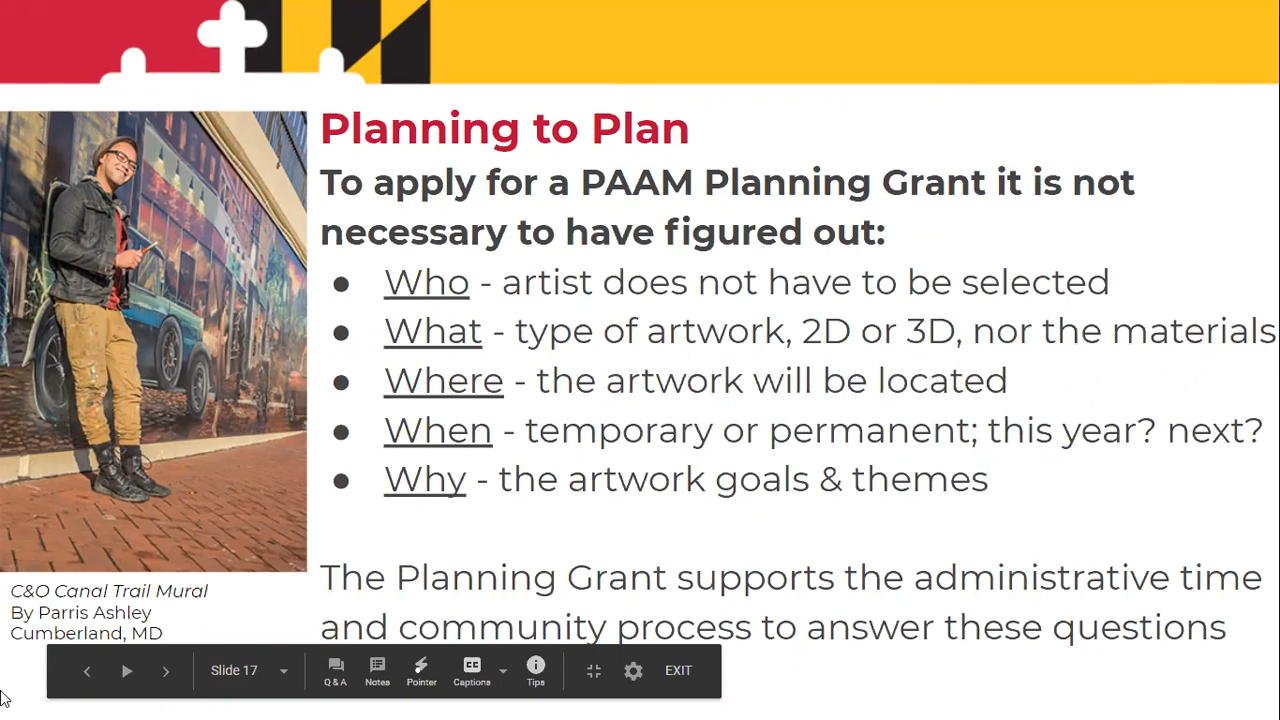 Planning to Plan
To apply for a PAAM Planning Grant it is not
necessary to have figured out:
● Who - artist does not have to be selected
● What - type of artwork, 2D or 3D, nor the materials
● Where - the artwork will be located
● When - temporary or permanent; this year? next?
● Why - the artwork goals & themes
The Planning Grant supports the administrative time
and community process to answer these questions
C&O Canal Trail Mural
By Parris Ashley
Cumberland, MD
Slide 17 Q & A Notes Pointer Captions Tips EXIT